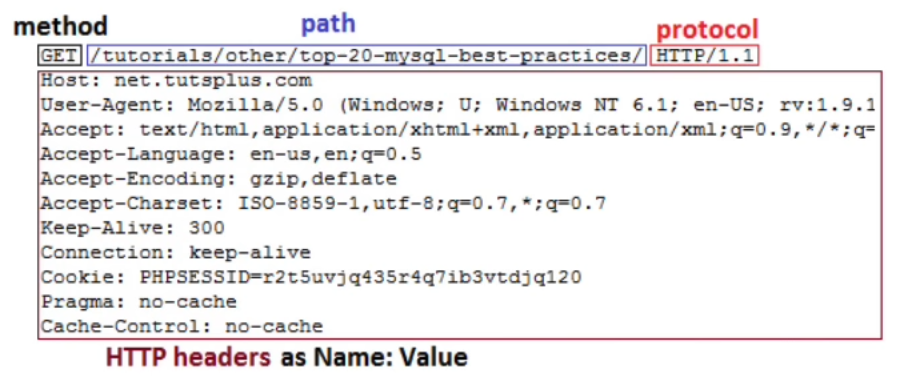 method path protocol
GET /tutorials/other/top-20-mysql-best-practices/ HTTP/1.1
Host: net.tutsplus.com
User-Agent: Mozilla/5.0 (Windows; U; Windows NT 6.1; en-US; rv:1.9.1
Accept: text/html,application/xhtml+xml,application/xml;q=0.9,*/*;q=
Accept-Language: en-us,en;q=0.5
Accept-Encoding: gzip,deflate
Accept-Charset: ISO-8859-1,utf-8;q=0.7,*;q=0.7
Keep-Alive: 300
Connection: keep-alive
Cookie: PHPSESSID=r2t5uvjq435r4q7ib3vtdjq120
Pragma: no-cache
Cache-Control: no-cache
HTTP headers as Name: Value